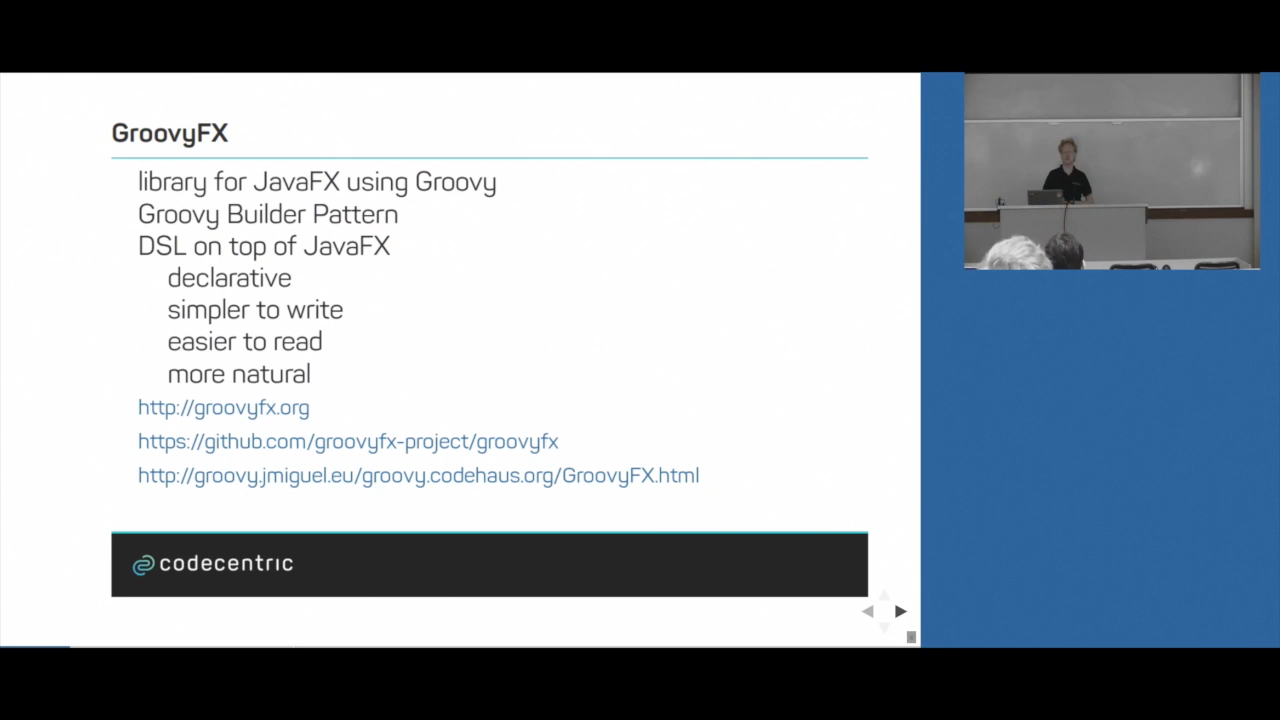 GroovyFX
library for JavaFX using Groovy
Groovy Builder Pattern
DSL on top of JavaFX
declarative
simpler to write
easier to read
more natural
http://groovyfx.org
https://github.com/groovyfx-project/groovyfx
http://groovy.jmiguel.eu/groovy.codehaus.org/GroovyFX.html
codecentric